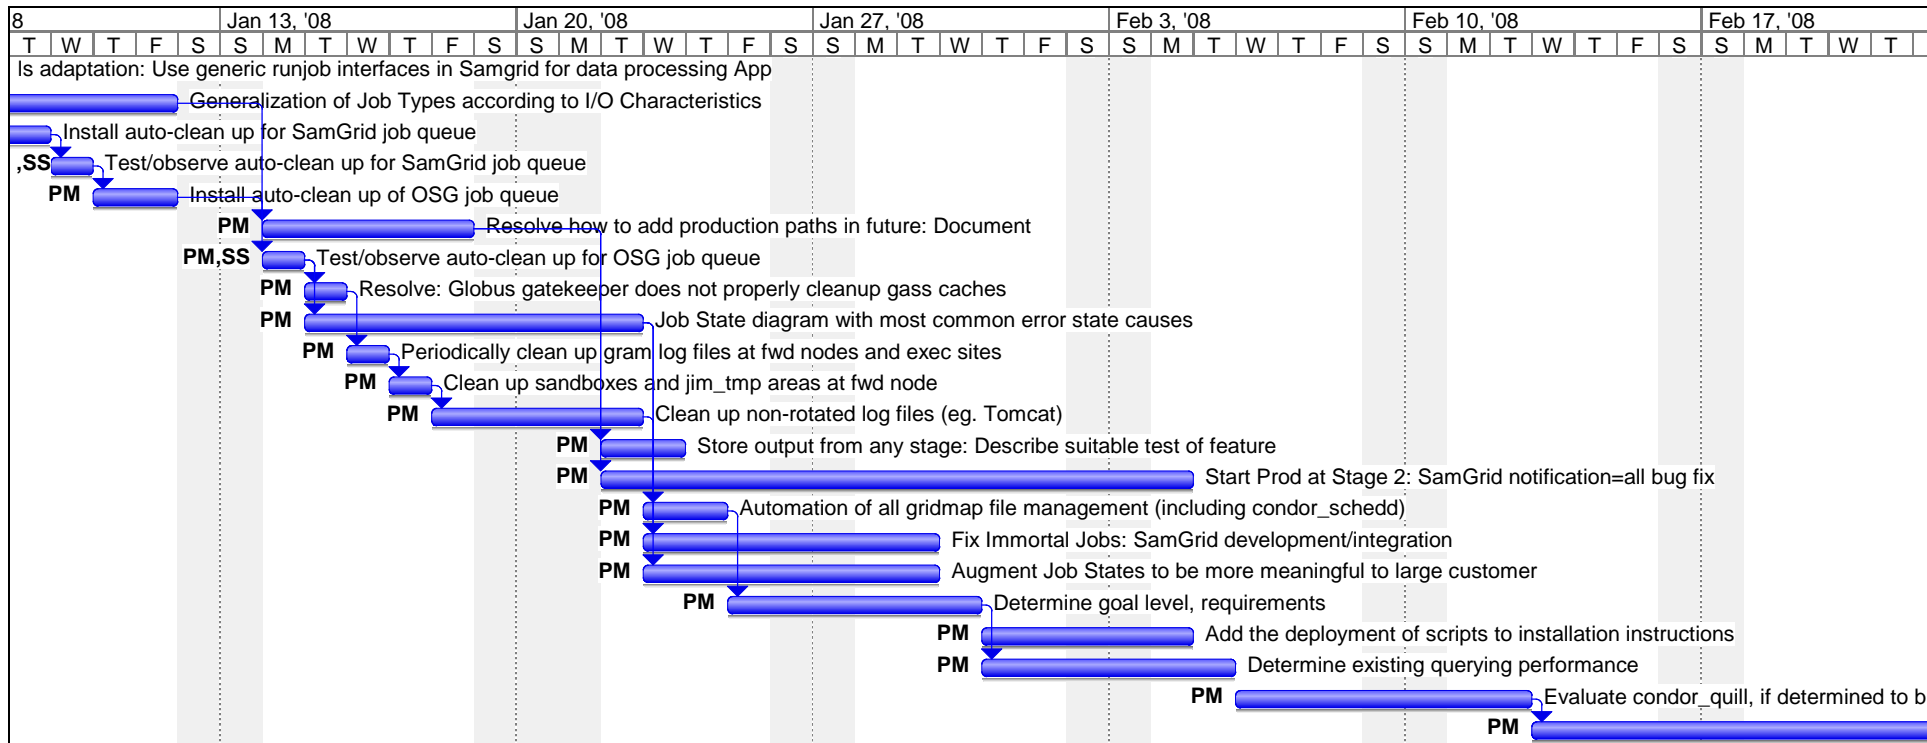 8 Jan 13, '08 Jan 20, '08 Jan 27, '08 Feb 3, '08 Feb 10, '08 Feb 17, '08
T W T F S S M T W T F S S M T W T F S S M T W T F S S M T W T F S S M T W T F S S M T W T
ls adaptation: Use generic runjob interfaces in Samgrid for data processing App
Generalization of Job Types according to I/O Characteristics
Install auto-clean up for SamGrid job queue
,SS Test/observe auto-clean up for SamGrid job queue
PM Install auto-clean up of OSG job queue
PM Resolve how to add production paths in future: Document
PM,SS Test/observe auto-clean up for OSG job queue
PM Resolve: Globus gatekeeper does not properly cleanup gass caches
PM Job State diagram with most common error state causes
PM Periodically clean up gram log files at fwd nodes and exec sites
PM Clean up sandboxes and jim_tmp areas at fwd node
PM Clean up non-rotated log files (eg. Tomcat)
PM Store output from any stage: Describe suitable test of feature
PM Start Prod at Stage 2: SamGrid notification=all bug fix
PM Automation of all gridmap file management (including condor_schedd)
PM Fix Immortal Jobs: SamGrid development/integration
PM Augment Job States to be more meaningful to large customer
PM Determine goal level, requirements
PM Add the deployment of scripts to installation instructions
PM Determine existing querying performance
PM Evaluate condor_quill, if determined to b
PM